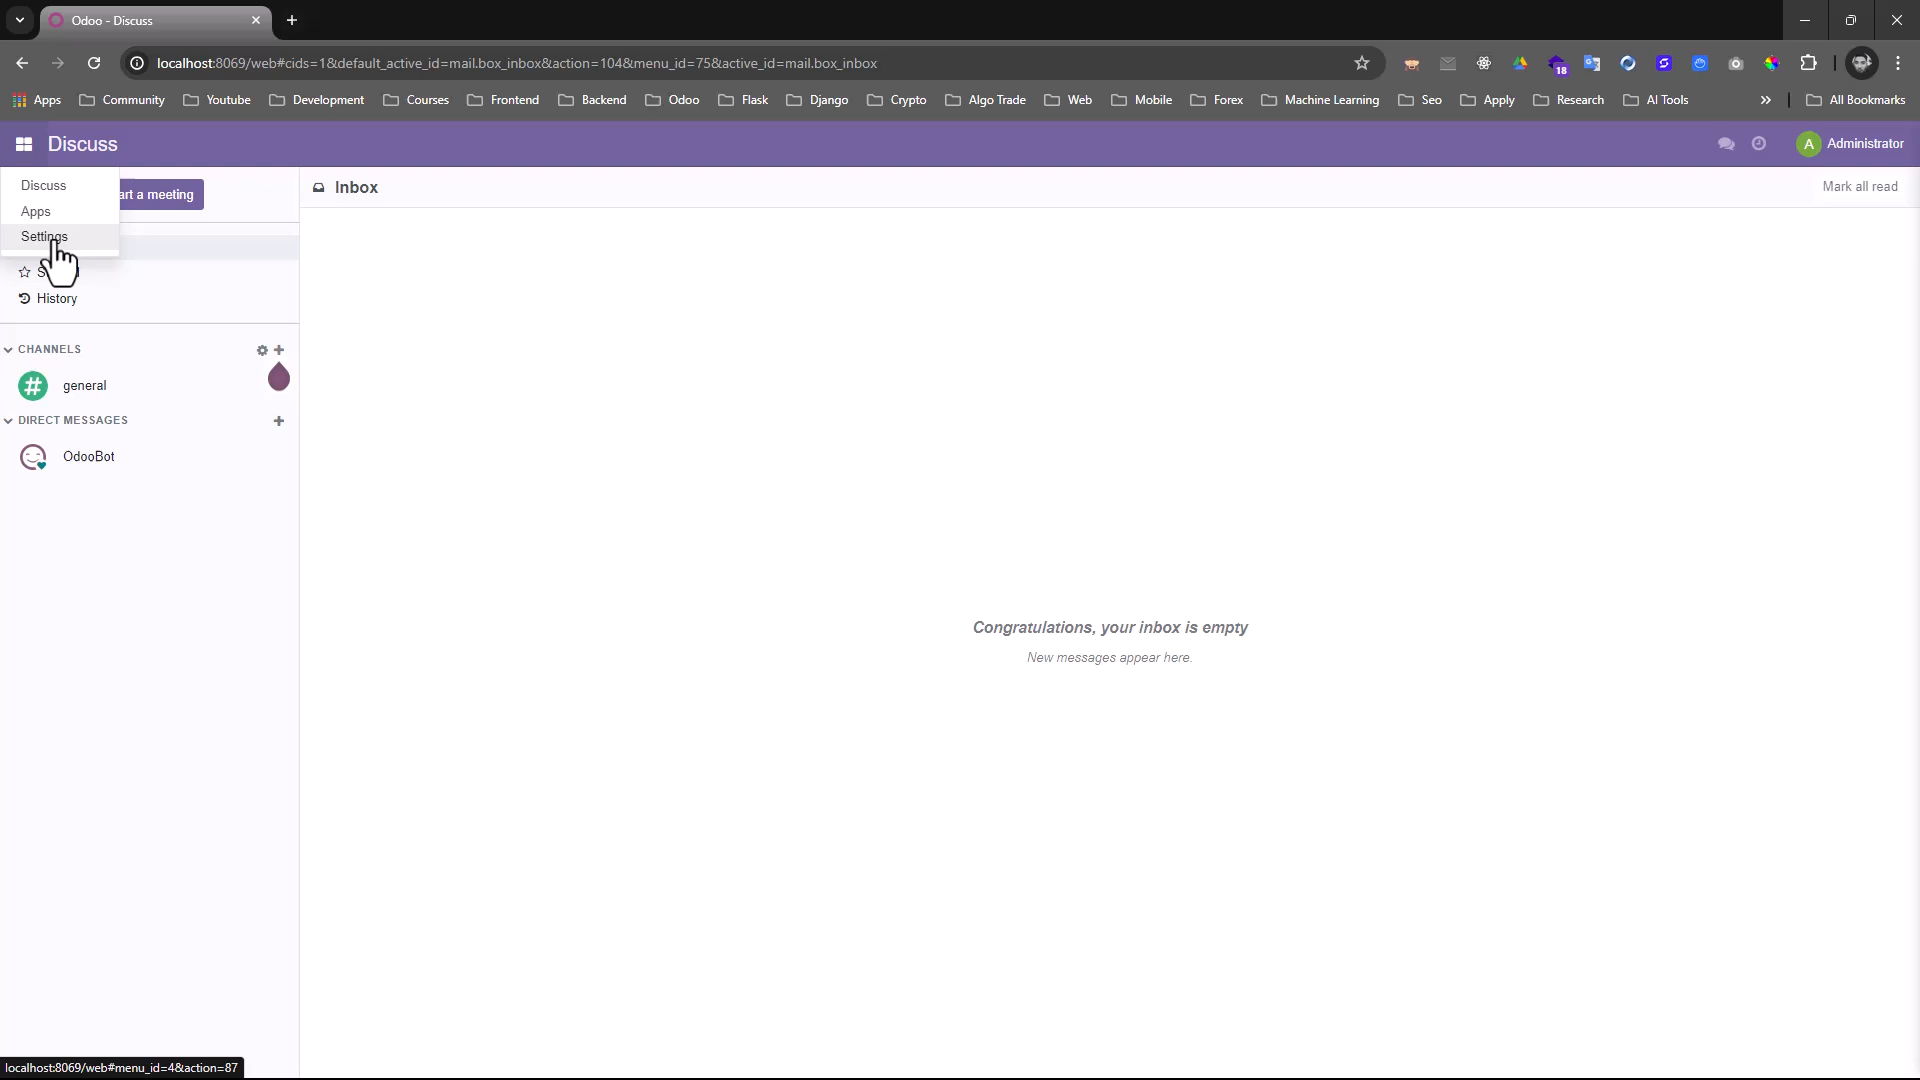 Odoo - Discuss
localhost:8069/web#cids=1&default_active_id=mail.box_inbox&action=104&menu_id=75&active_id=mail.box_inbox
18
Apps Community Youtube Development Courses Frontend Backend Odoo Flask Django Crypto Algo Trade Web Mobile Forex Machine Learning Seo Apply Research AI Tools » All Bookmarks
Discuss
A Administrator
Discuss
Apps
Settings
art a meeting
Inbox
Mark all read
History
CHANNELS
# general
DIRECT MESSAGES
OdooBot
Congratulations, your inbox is empty
New messages appear here.
localhost:8069/web#menu_id=4&action=87